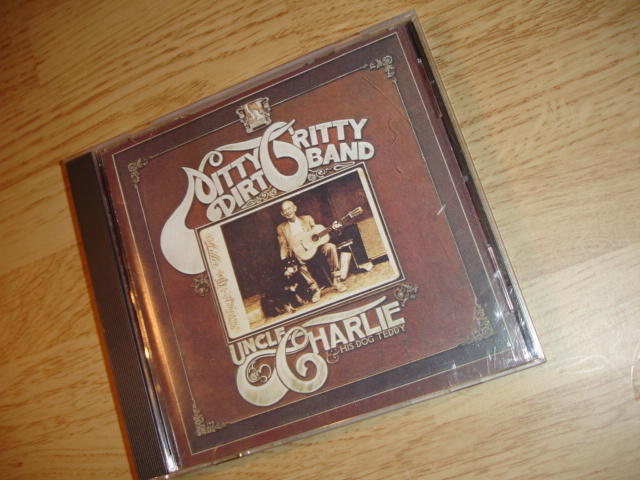 NITTY GRITTY
DIRT BAND
UNCLE CHARLIE
& HIS DOG TEDDY